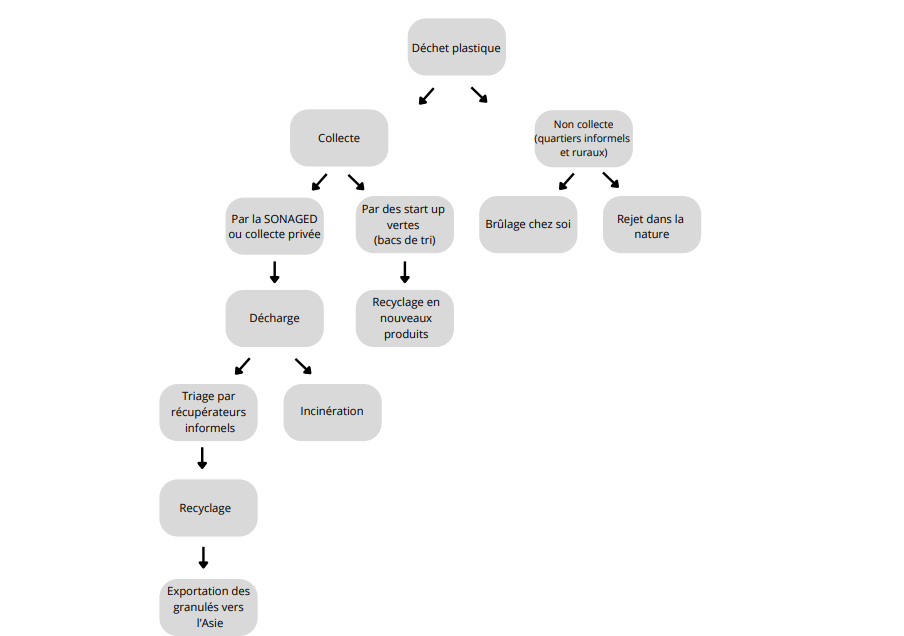 Déchet plastique
Collecte
Non collecte
(quartiers informels
et ruraux)
Par la SONAGED
ou collecte privée
Par des start up
vertes
(bacs de tri)
Brûlage chez soi
Rejet dans la
nature
Décharge
Recyclage en
nouveaux
produits
Triage par
récupérateurs
informels
Incinération
Recyclage
Exportation des
granulés vers
l'Asie